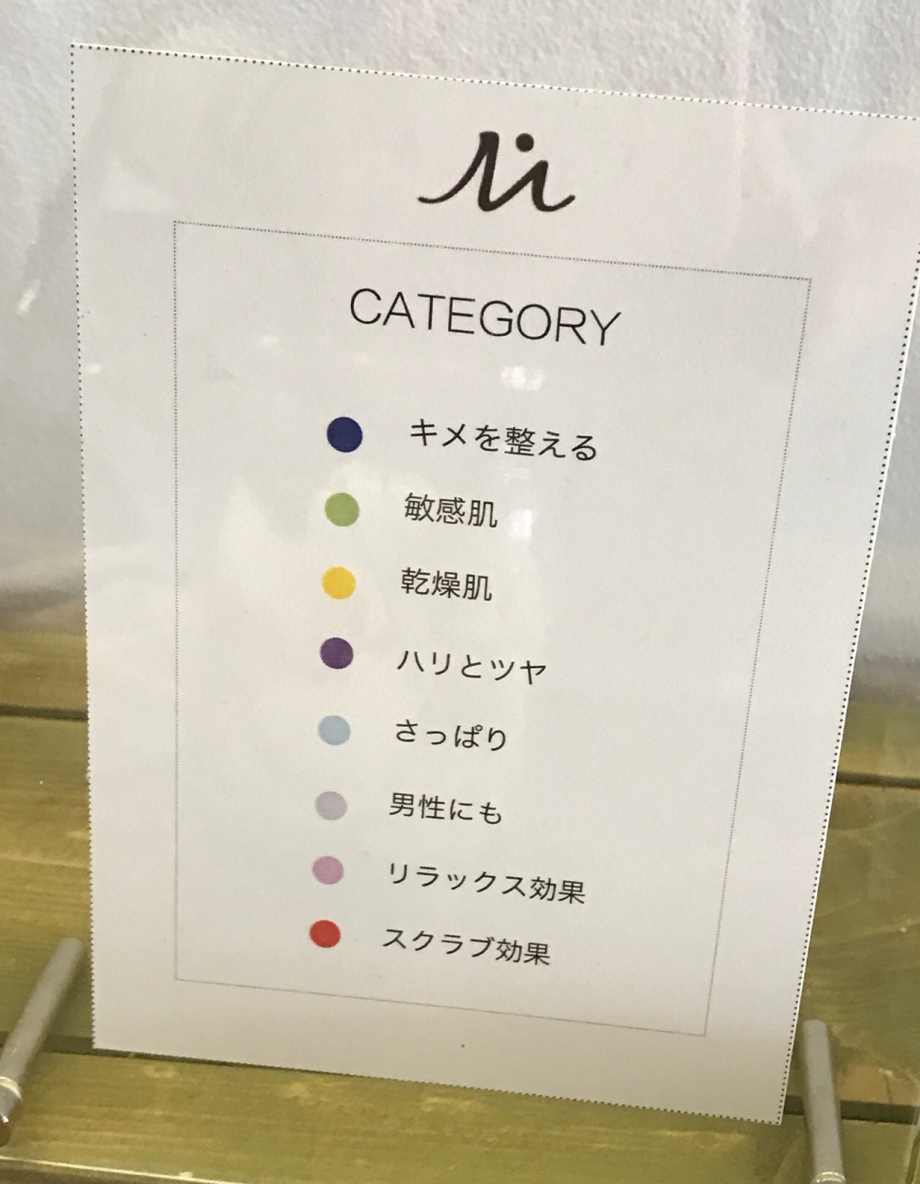 CATEGORY
キメを整える
敏感肌
乾燥肌
ハリとツヤ
さっぱり
男性にも
リラックス効果
スクラブ効果